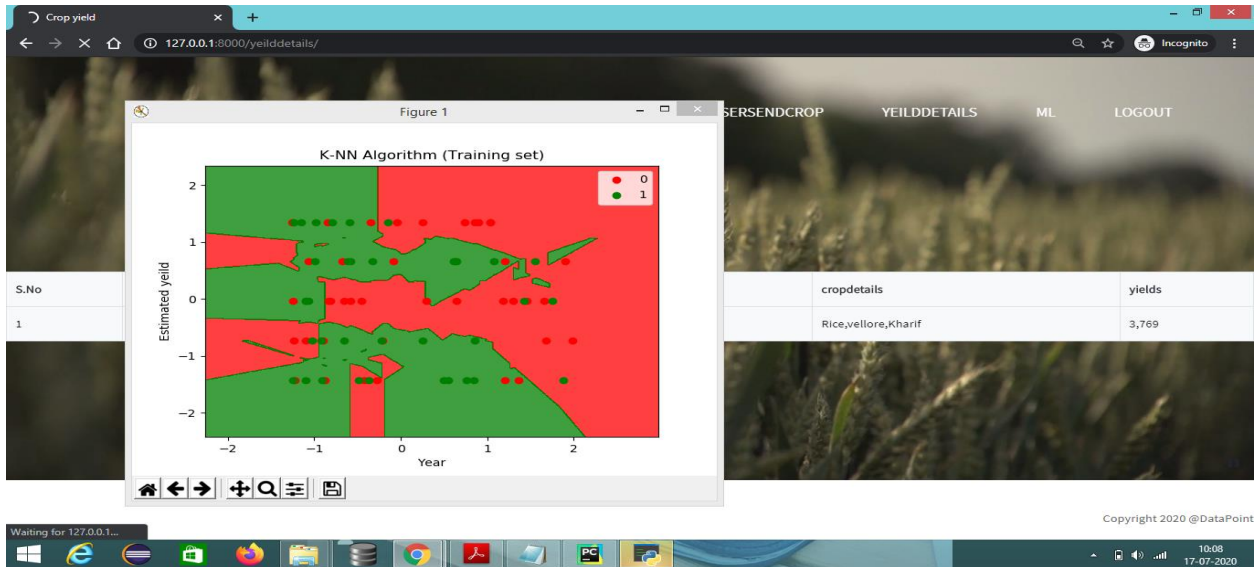 Crop yield
127.0.0.1:8000/yeilddetails/
Incognito
Figure 1
SERSENDCROP YEILDDETAILS ML LOGOUT
K-NN Algorithm (Training set)
0
1
2
1
0
−1
−2
Estimated yeild
−2 −1 0 1 2
Year
S.No cropdetails yields
1 Rice,vellore,Kharif 3,769
Copyright 2020 @DataPoint
Waiting for 127.0.0.1...
PC
10:08
17-07-2020